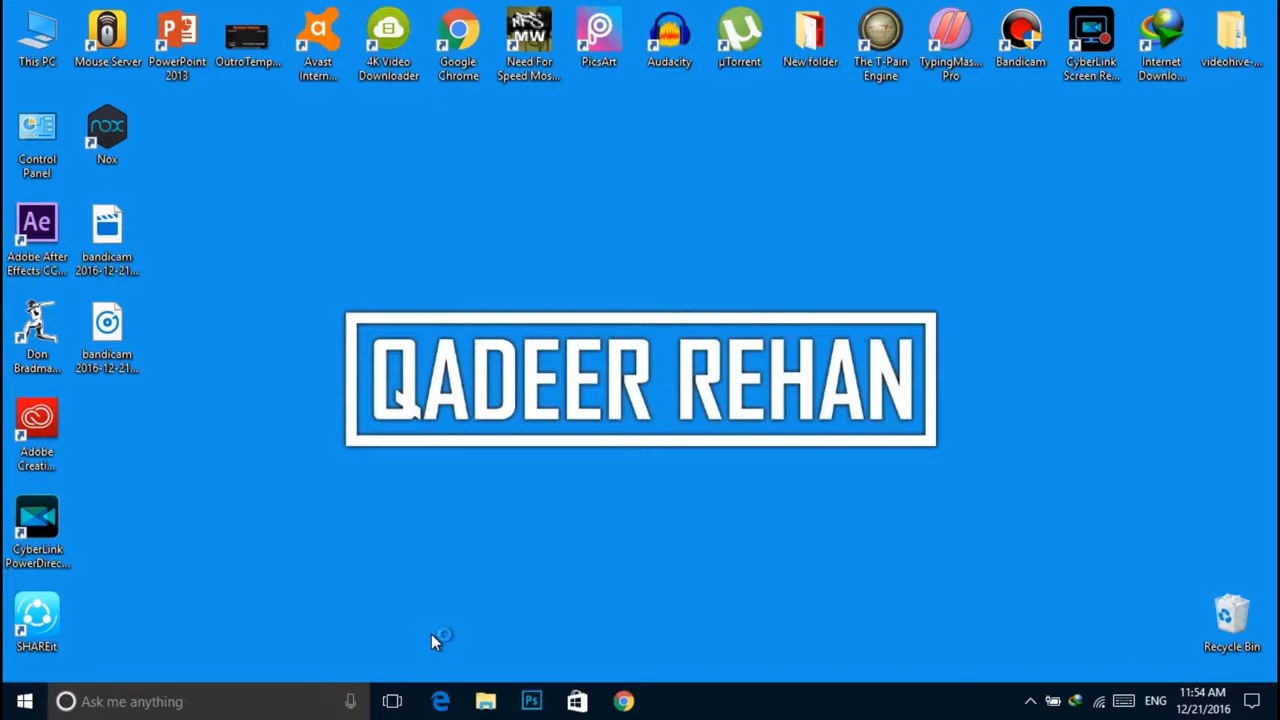 This PC
Mouse Server
PowerPoint
2013
OutroTemp...
Avast
Intern...
4K Video
Downloader
Google
Chrome
Need For
Speed Mos...
PicsArt
Audacity
µTorrent
New folder
The T-Pain
Engine
TypingMas...
Pro
Bandicam
CyberLink
Screen Re...
Internet
Downlo...
videohive-...
Control
Panel
nox
Nox
Ae
Adobe After
Effects CC...
bandicam
2016-12-21...
Don
Bradma...
bandicam
2016-12-21...
QADEER REHAN
Adobe
Creati...
CyberLink
PowerDirec...
SHAREit
Recycle Bin
Ask me anything
Ps
ENG
11:54 AM
12/21/2016